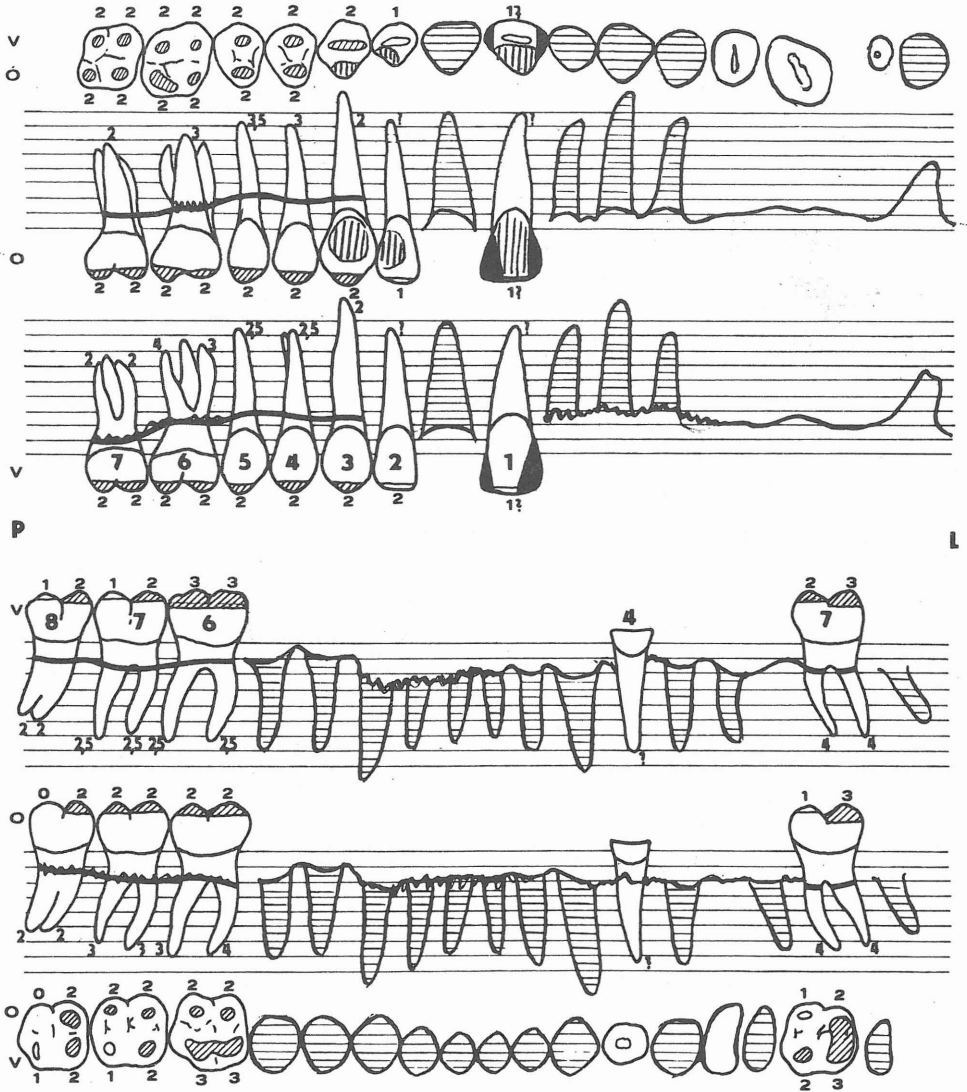 2 2 2 2 2 2 2 1 1?
V
Ó
2 2 2 2 2 2
2 3 3,5 3 2 ? ?
O
2 2 2 2 2 2 2 1 1?
2 2 4 3 2,5 2,5 2 ? ?
7 6 5 4 3 2 1
V
2 2 2 2 2 2 2 2 1?
P
L
1 2 1 2 3 3 2 3
V
8 7 6 4 7
2 2 2,5 2,5 2,5 2,5 ? 4 4
0 2 2 2 2 2 1 3
O
2 2 3 ? 3 4 ? 4 4
0 2 2 2 2 2 1 2
O
V
1 2 1 2 3 3 2 3